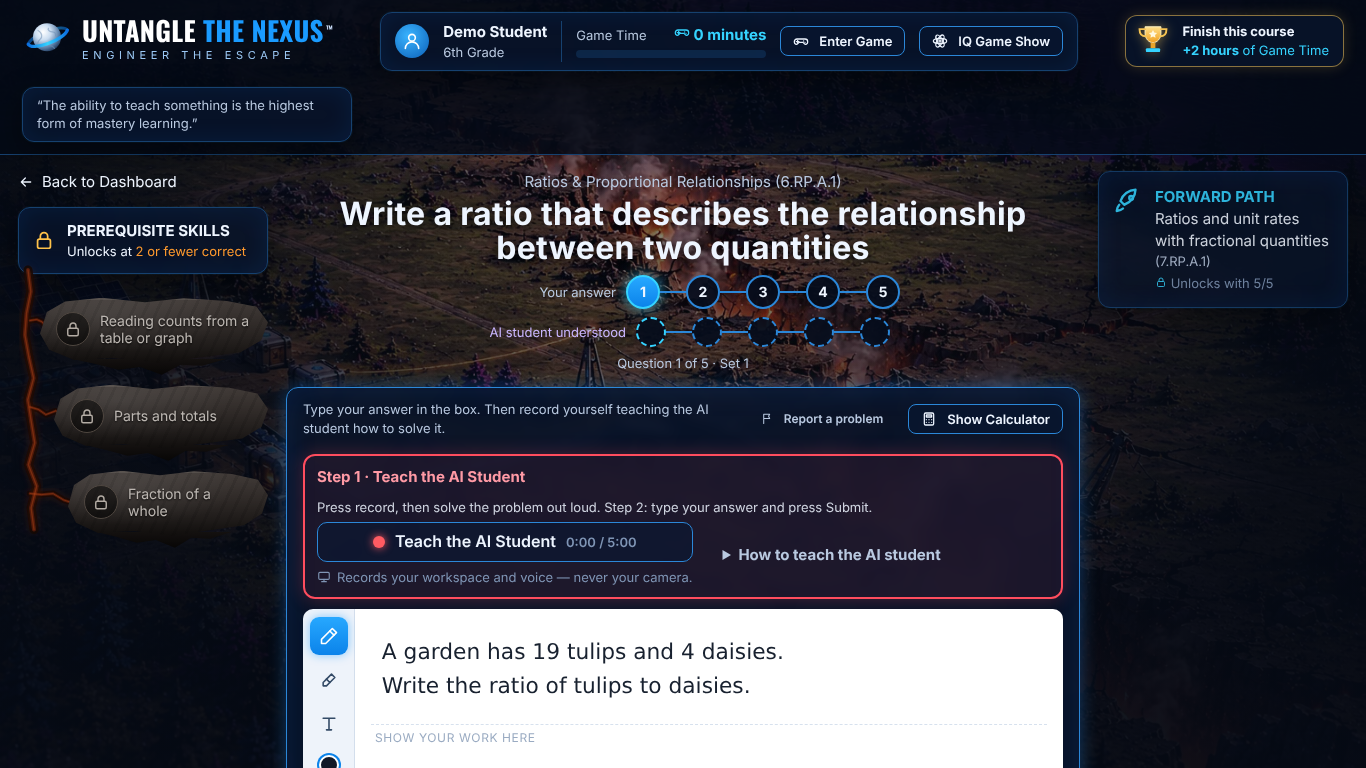 UNTANGLE THE NEXUS™
ENGINEER THE ESCAPE
Demo Student
6th Grade
Game Time
0 minutes
Enter Game
IQ Game Show
Finish this course
+2 hours of Game Time
“The ability to teach something is the highest
form of mastery learning.”
← Back to Dashboard
PREREQUISITE SKILLS
Unlocks at 2 or fewer correct
Reading counts from a
table or graph
Parts and totals
Fraction of a
whole
Ratios & Proportional Relationships (6.RP.A.1)
Write a ratio that describes the relationship
between two quantities
Your answer 1 2 3 4 5
AI student understood
Question 1 of 5 · Set 1
FORWARD PATH
Ratios and unit rates
with fractional quantities
(7.RP.A.1)
Unlocks with 5/5
Type your answer in the box. Then record yourself teaching the AI
student how to solve it.
Report a problem
Show Calculator
Step 1 · Teach the AI Student
Press record, then solve the problem out loud. Step 2: type your answer and press Submit.
Teach the AI Student 0:00 / 5:00
How to teach the AI student
Records your workspace and voice — never your camera.
A garden has 19 tulips and 4 daisies.
Write the ratio of tulips to daisies.
SHOW YOUR WORK HERE